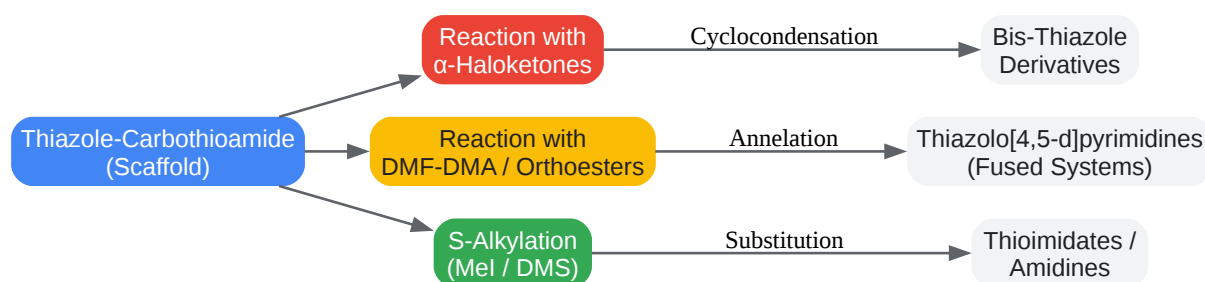 Reaction with
α-Haloketones
Cyclocondensation
Bis-Thiazole
Derivatives
Thiazole-Carbothioamide
(Scaffold)
Reaction with
DMF-DMA / Orthoesters
Annelation
Thiazolo[4,5-d]pyrimidines
(Fused Systems)
S-Alkylation
(MeI / DMS)
Substitution
Thioimidates /
Amidines